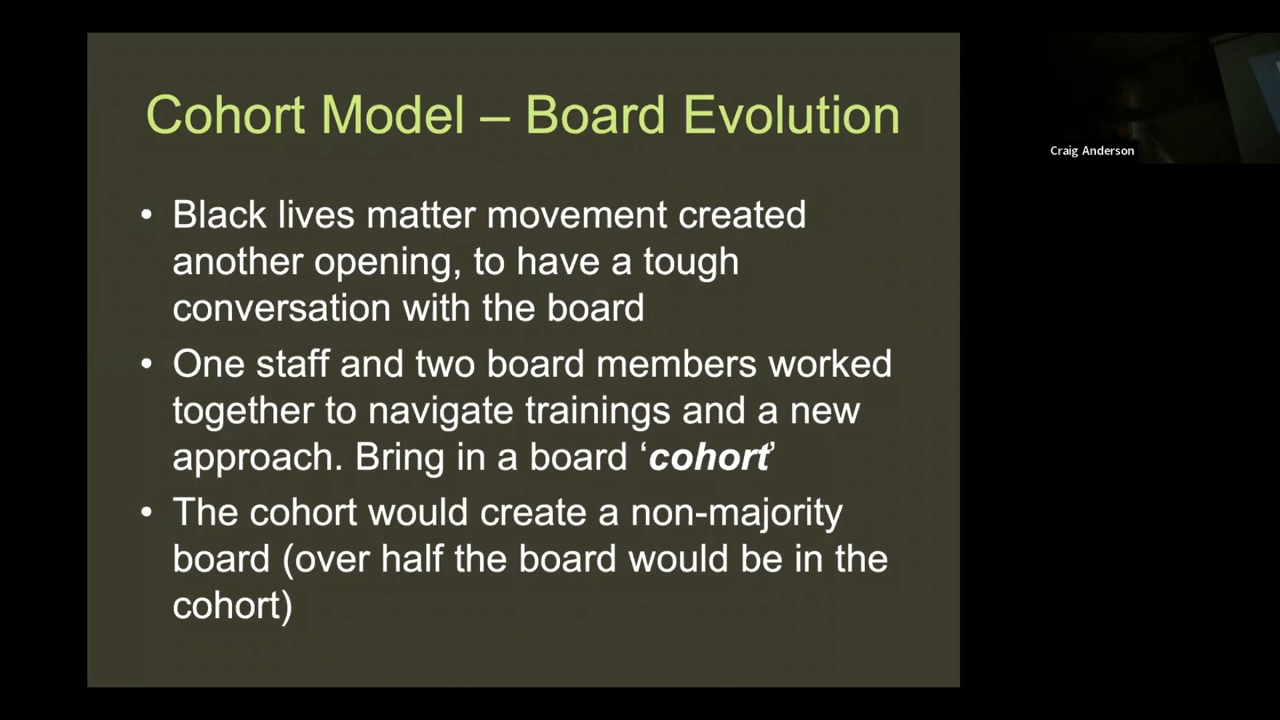 Cohort Model – Board Evolution
• Black lives matter movement created
another opening, to have a tough
conversation with the board
• One staff and two board members worked
together to navigate trainings and a new
approach. Bring in a board ‘cohort’
• The cohort would create a non-majority
board (over half the board would be in the
cohort)
Craig Anderson